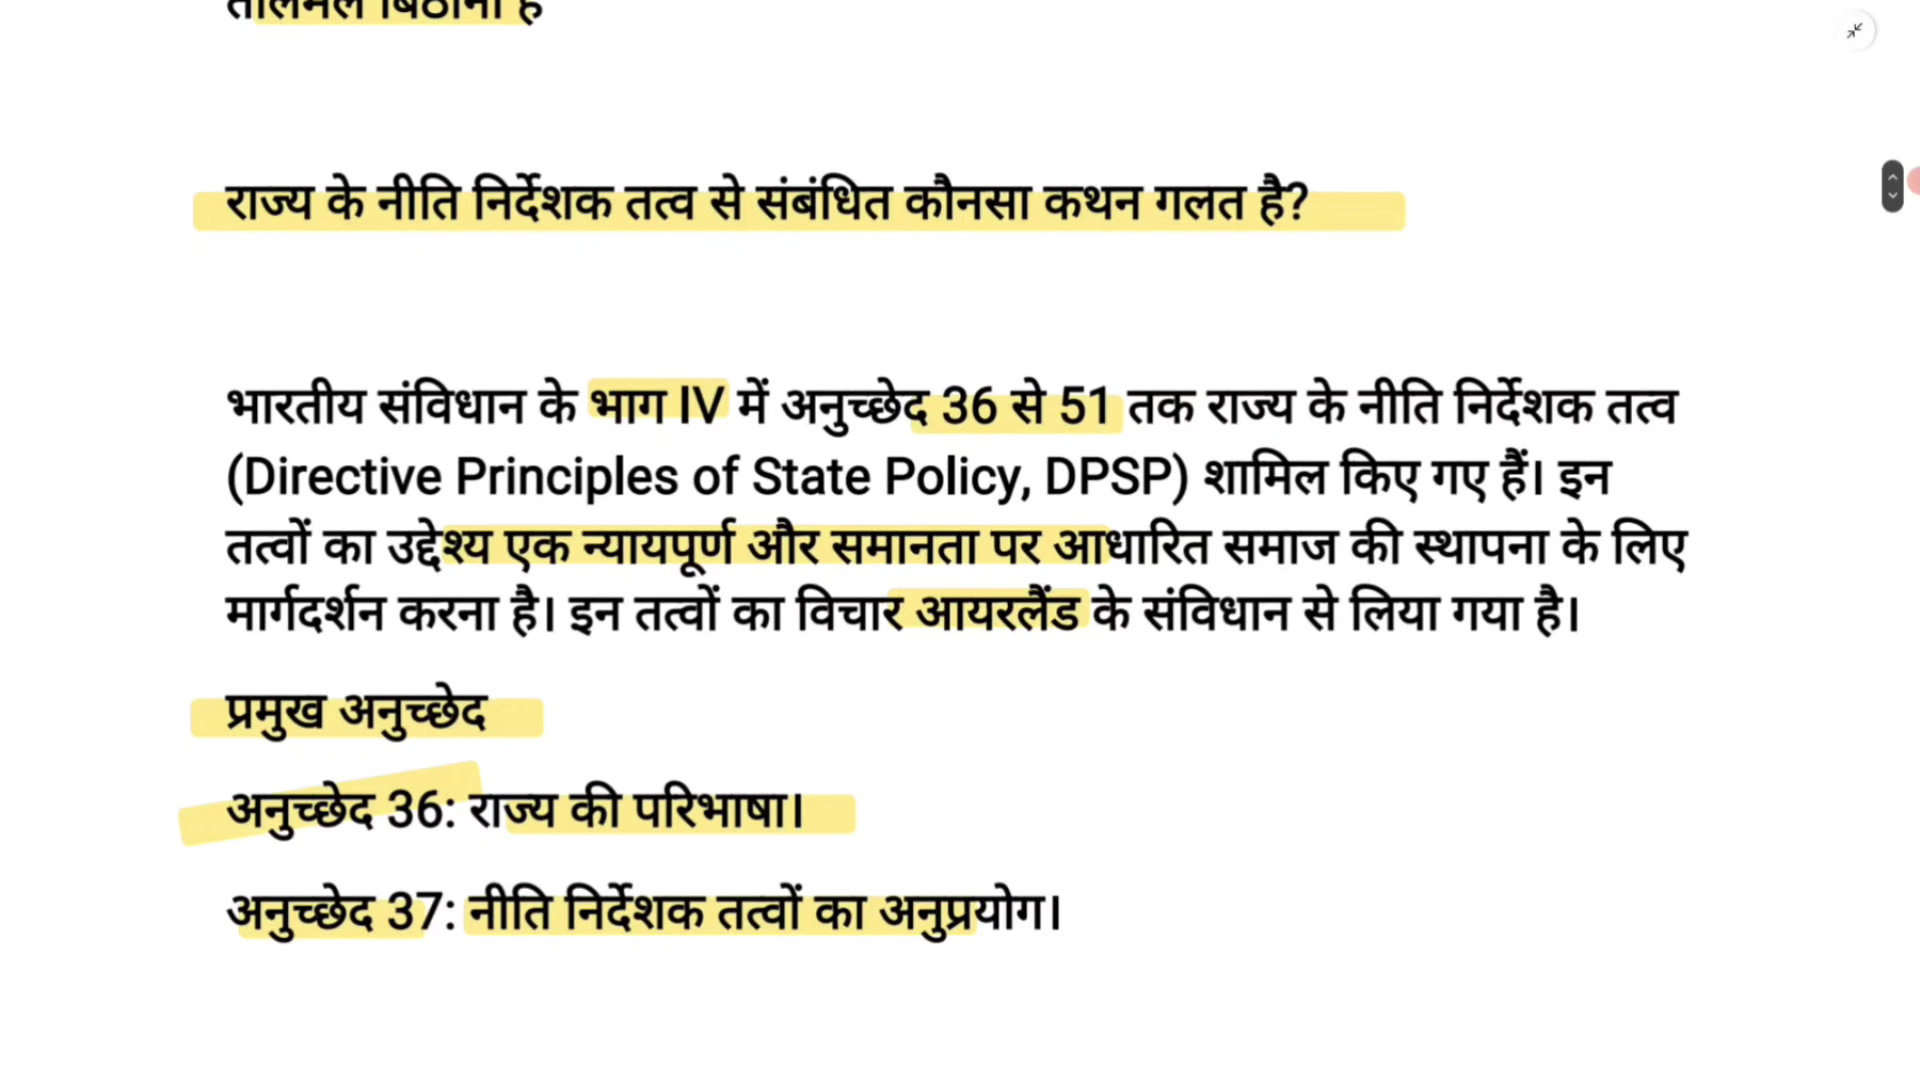 तालमेल बिठाना है
राज्य के नीति निर्देशक तत्व से संबंधित कौनसा कथन गलत है?
भारतीय संविधान के भाग IV में अनुच्छेद 36 से 51 तक राज्य के नीति निर्देशक तत्व
(Directive Principles of State Policy, DPSP) शामिल किए गए हैं। इन
तत्वों का उद्देश्य एक न्यायपूर्ण और समानता पर आधारित समाज की स्थापना के लिए
मार्गदर्शन करना है। इन तत्वों का विचार आयरलैंड के संविधान से लिया गया है।
प्रमुख अनुच्छेद
अनुच्छेद 36: राज्य की परिभाषा।
अनुच्छेद 37: नीति निर्देशक तत्वों का अनुप्रयोग।